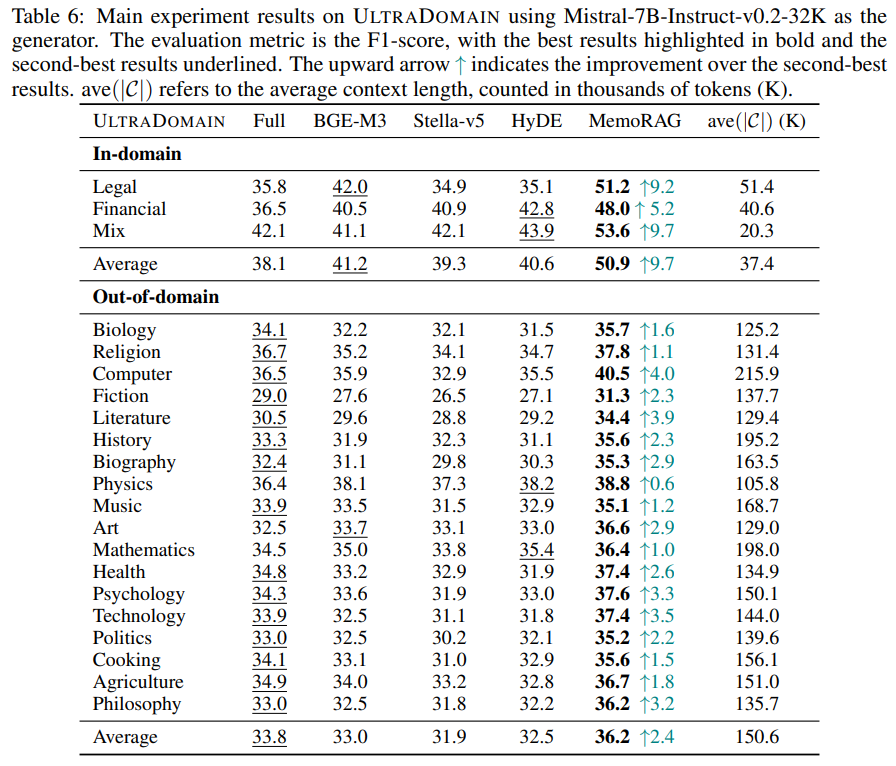 Table 6: Main experiment results on ULTRADOMAIN using Mistral-7B-Instruct-v0.2-32K as the
generator. The evaluation metric is the F1-score, with the best results highlighted in bold and the
second-best results underlined. The upward arrow ↑ indicates the improvement over the second-best
results. ave(|C|) refers to the average context length, counted in thousands of tokens (K).
ULTRADOMAIN Full BGE-M3 Stella-v5 HyDE MemoRAG ave(|C|) (K)
In-domain
Legal 35.8 42.0 34.9 35.1 51.2 ↑9.2 51.4
Financial 36.5 40.5 40.9 42.8 48.0 ↑ 5.2 40.6
Mix 42.1 41.1 42.1 43.9 53.6 ↑9.7 20.3
Average 38.1 41.2 39.3 40.6 50.9 ↑9.7 37.4
Out-of-domain
Biology 34.1 32.2 32.1 31.5 35.7 ↑1.6 125.2
Religion 36.7 35.2 34.1 34.7 37.8 ↑1.1 131.4
Computer 36.5 35.9 32.9 35.5 40.5 ↑4.0 215.9
Fiction 29.0 27.6 26.5 27.1 31.3 ↑2.3 137.7
Literature 30.5 29.6 28.8 29.2 34.4 ↑3.9 129.4
History 33.3 31.9 32.3 31.1 35.6 ↑2.3 195.2
Biography 32.4 31.1 29.8 30.3 35.3 ↑2.9 163.5
Physics 36.4 38.1 37.3 38.2 38.8 ↑0.6 105.8
Music 33.9 33.5 31.5 32.9 35.1 ↑1.2 168.7
Art 32.5 33.7 33.1 33.0 36.6 ↑2.9 129.0
Mathematics 34.5 35.0 33.8 35.4 36.4 ↑1.0 198.0
Health 34.8 33.2 32.9 31.9 37.4 ↑2.6 134.9
Psychology 34.3 33.6 31.9 33.0 37.6 ↑3.3 150.1
Technology 33.9 32.5 31.1 31.8 37.4 ↑3.5 144.0
Politics 33.0 32.5 30.2 32.1 35.2 ↑2.2 139.6
Cooking 34.1 33.1 31.0 32.9 35.6 ↑1.5 156.1
Agriculture 34.9 34.0 33.2 32.8 36.7 ↑1.8 151.0
Philosophy 33.0 32.5 31.8 32.2 36.2 ↑3.2 135.7
Average 33.8 33.0 31.9 32.5 36.2 ↑2.4 150.6